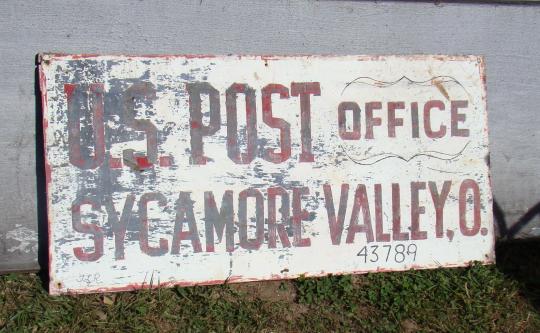 U.S. POST OFFICE
SYCAMORE VALLEY, O.
43789